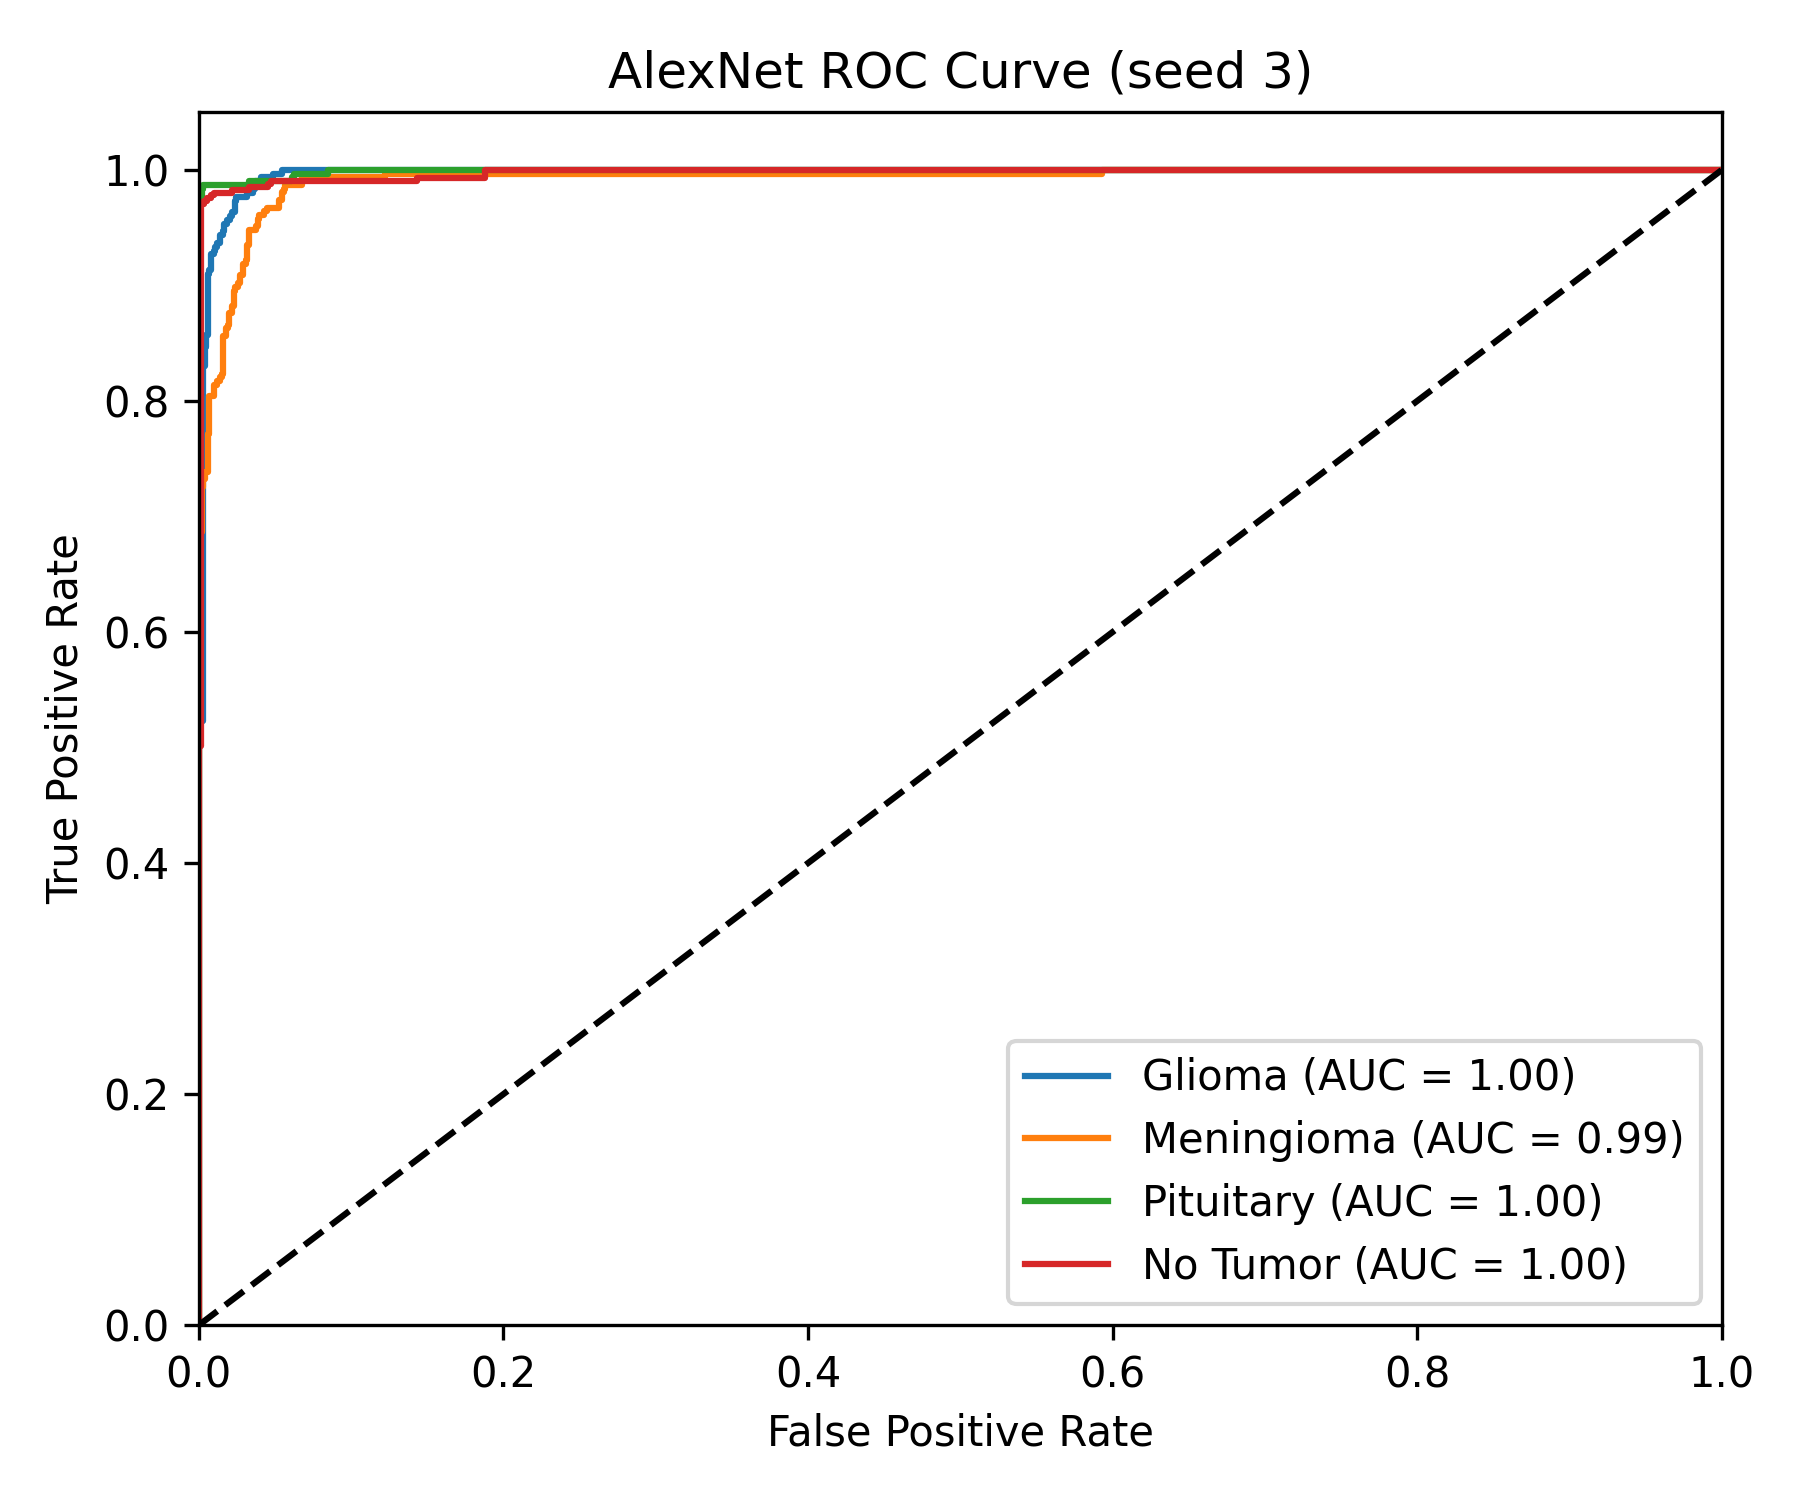 AlexNet ROC Curve (seed 3)
True Positive Rate
1.0
0.8
0.6
0.4
0.2
0.0
0.0 0.2 0.4 0.6 0.8 1.0
False Positive Rate
Glioma (AUC = 1.00)
Meningioma (AUC = 0.99)
Pituitary (AUC = 1.00)
No Tumor (AUC = 1.00)